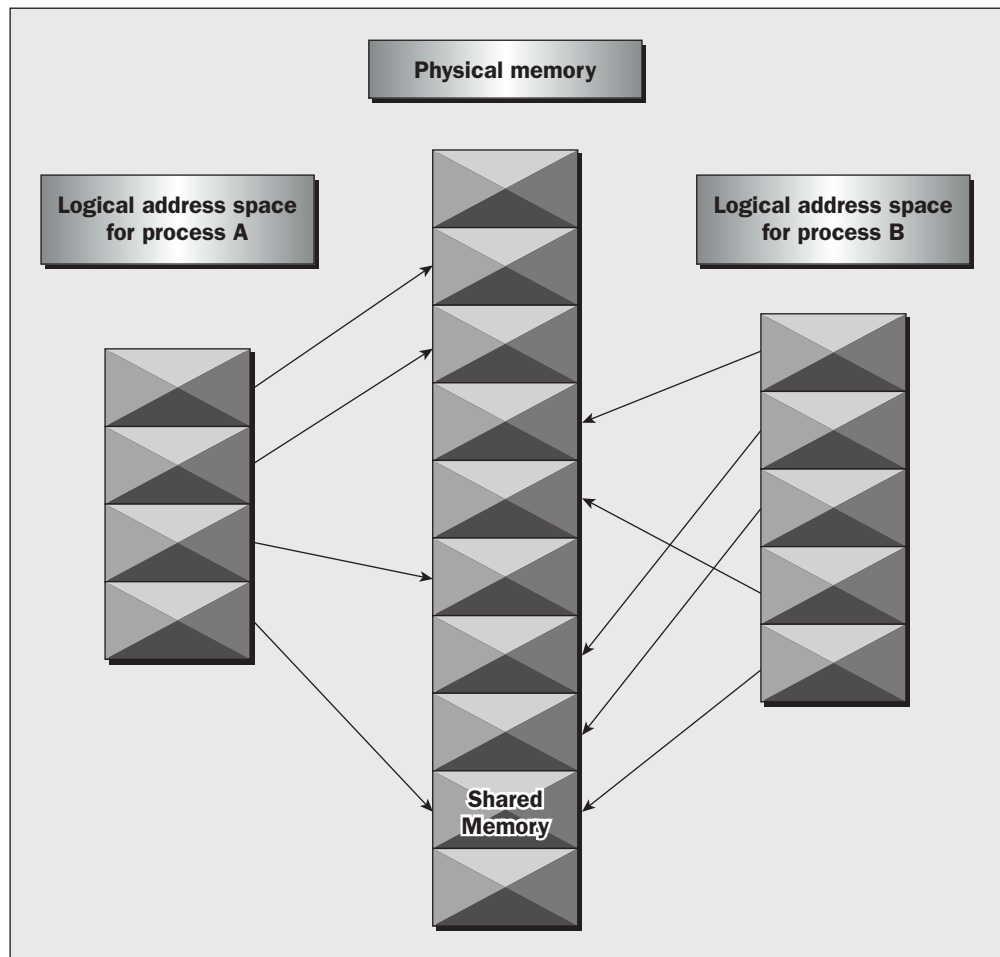 Physical memory
Logical address space
for process A
Logical address space
for process B
Shared
Memory